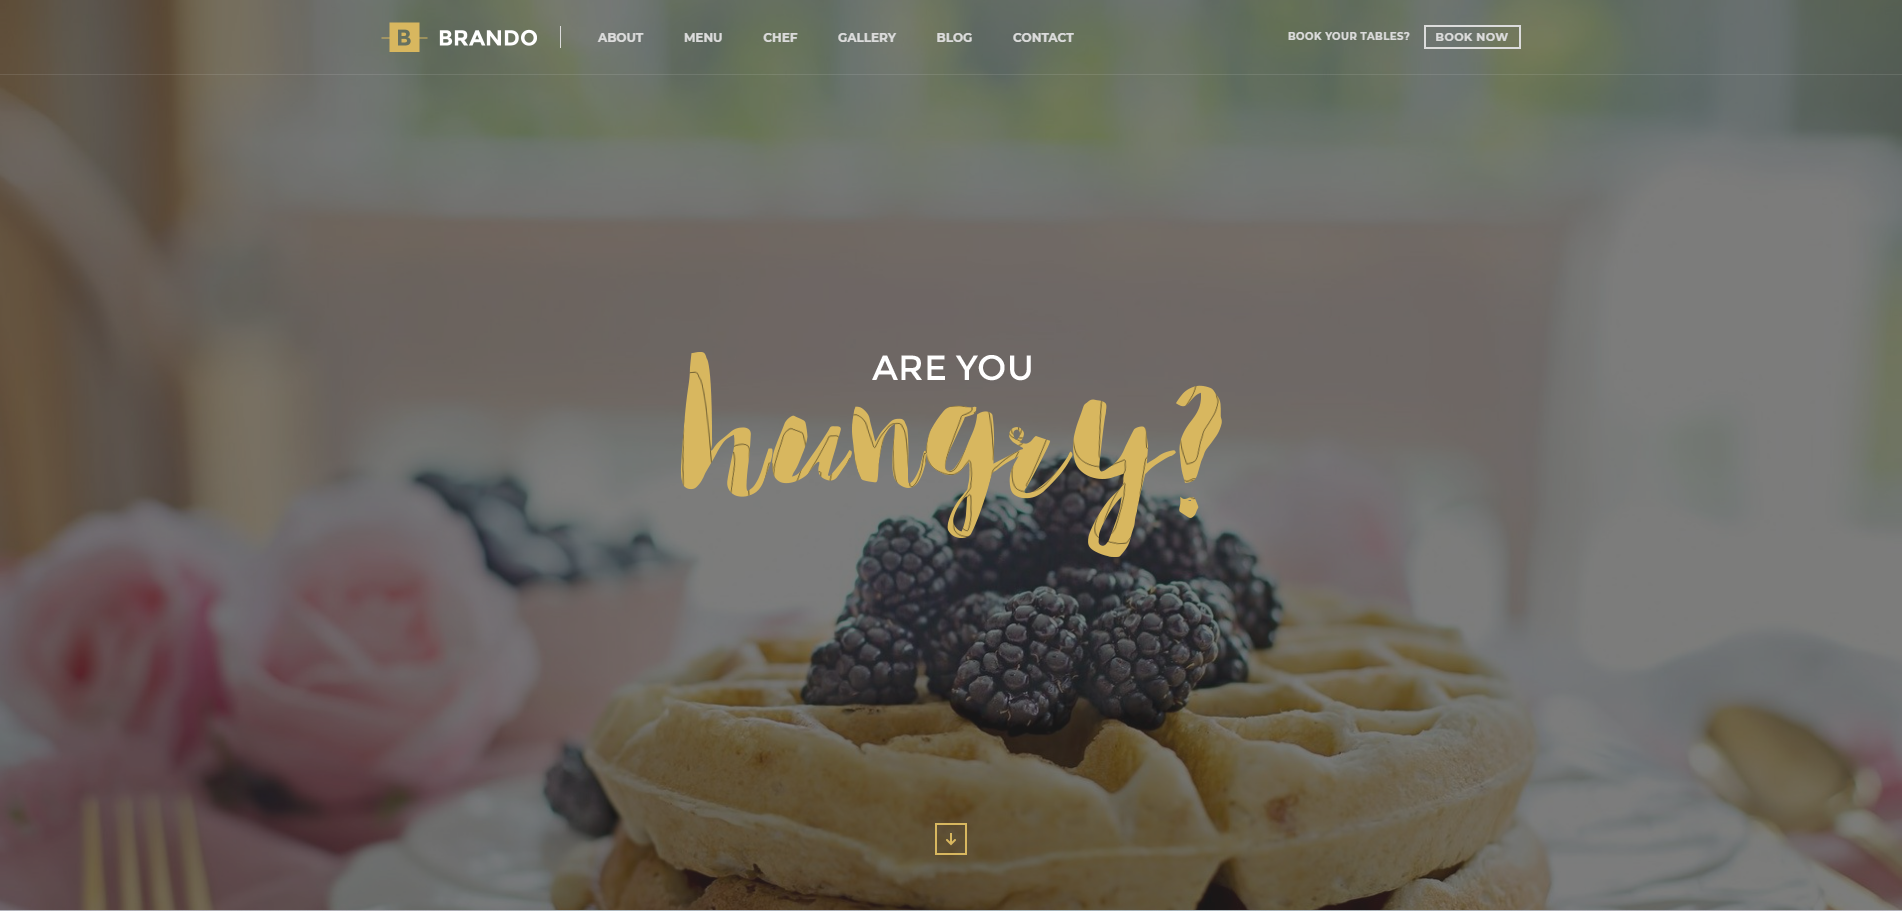 B BRANDO
ABOUT MENU CHEF GALLERY BLOG CONTACT
BOOK YOUR TABLES? BOOK NOW
ARE YOU
hungry?